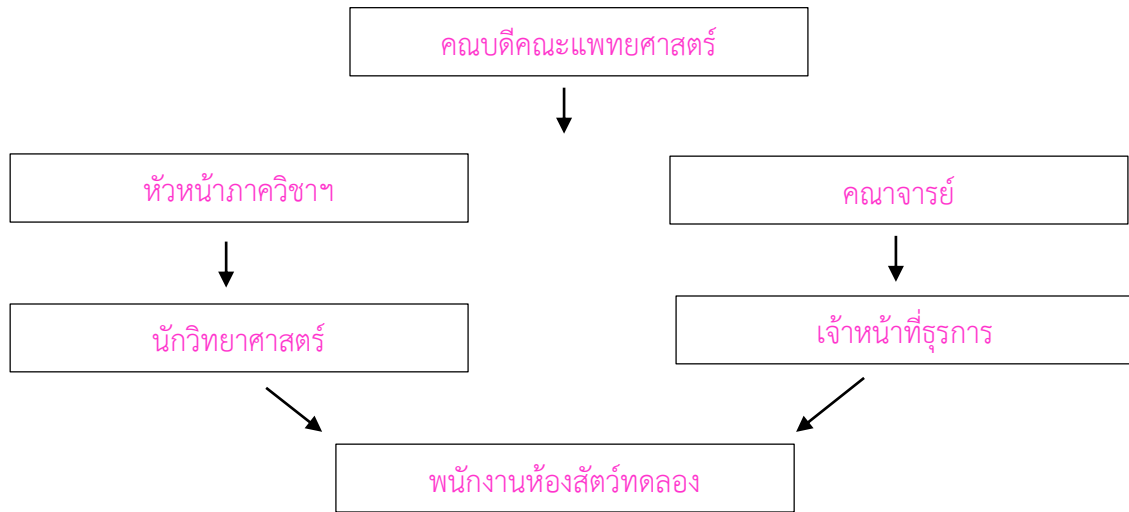 คณบดีคณะแพทยศาสตร์
หัวหน้าภาควิชาฯ
คณาจารย์
นักวิทยาศาสตร์
เจ้าหน้าที่ธุรการ
พนักงานห้องสัตว์ทดลอง